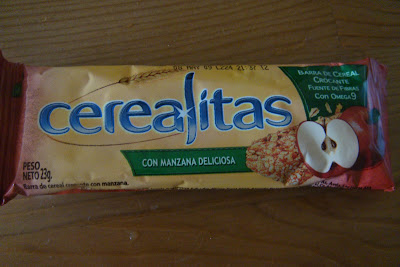 BARRA DE CEREAL
CROCANTE
FUENTE DE FIBRAS
CON OMEGA 9
cerealitas
CON MANZANA DELICIOSA
PESO
NETO 23g.
Barra de cereal crocante con manzana.